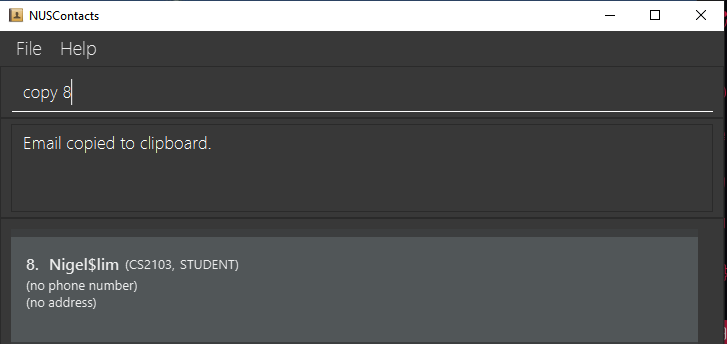 NUSContacts
File Help
copy 8
Email copied to clipboard.
8. Nigel$lim (CS2103, STUDENT)
(no phone number)
(no address)